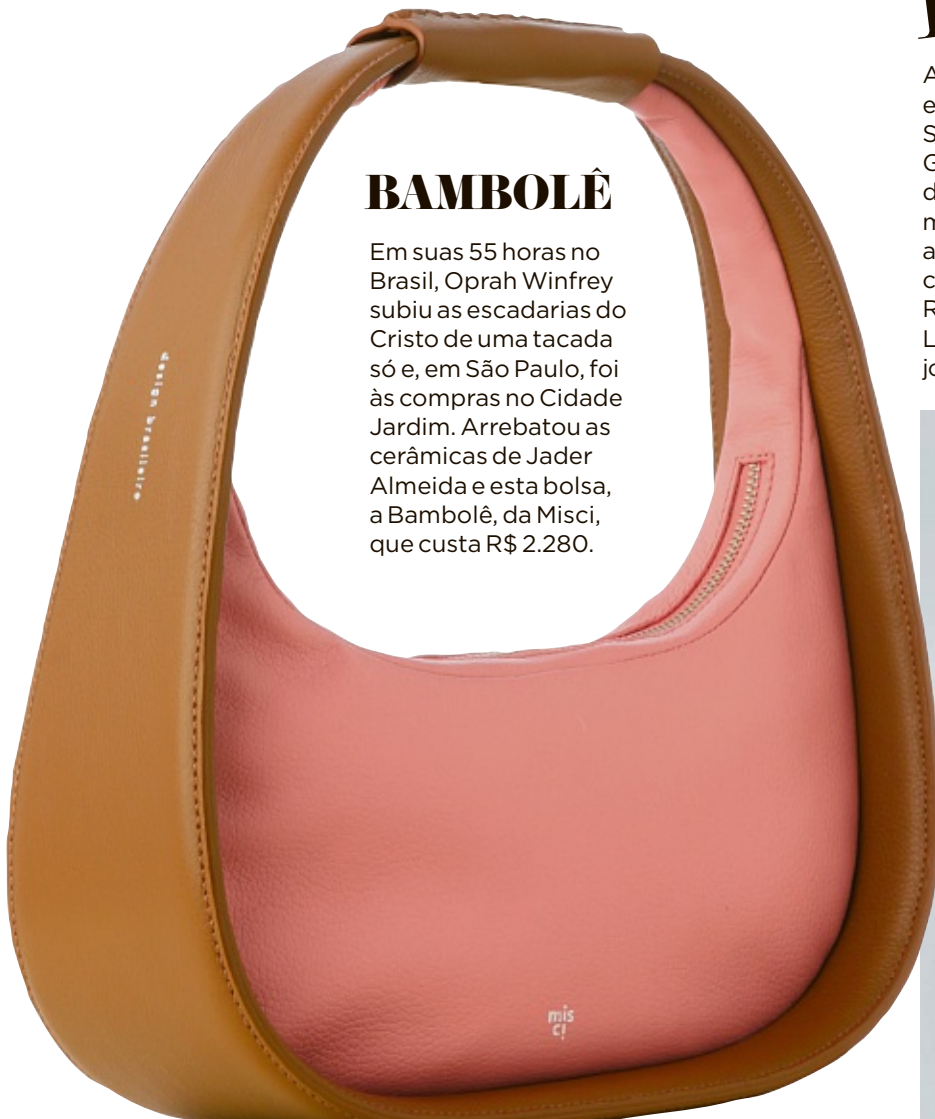 BAMBOLÊ
Em suas 55 horas no
Brasil, Oprah Winfrey
subiu as escadarias do
Cristo de uma tacada
só e, em São Paulo, foi
às compras no Cidade
Jardim. Arrebatou as
cerâmicas de Jader
Almeida e esta bolsa,
a Bambolê, da Misci,
que custa R$ 2.280.
design brasileiro
mis
ci